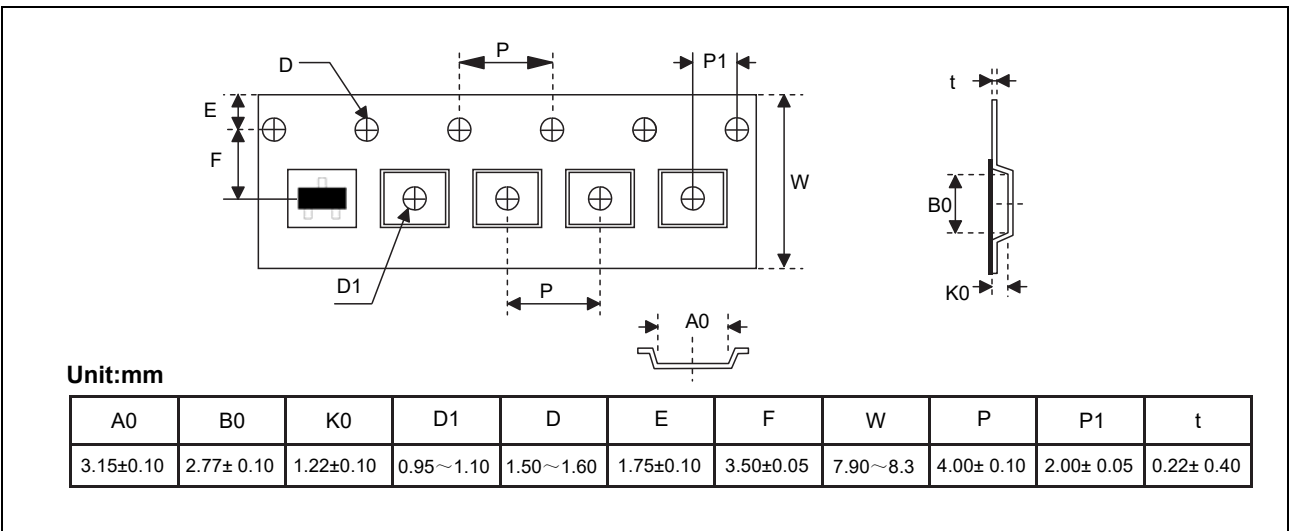 P
P1
D
t
E
F
W
B0
D1
P
K0
A0
Unit:mm
A0 B0 K0 D1 D E F W P P1 t
3.15±0.10 2.77± 0.10 1.22±0.10 0.95～1.10 1.50～1.60 1.75±0.10 3.50±0.05 7.90～8.3 4.00± 0.10 2.00± 0.05 0.22± 0.40